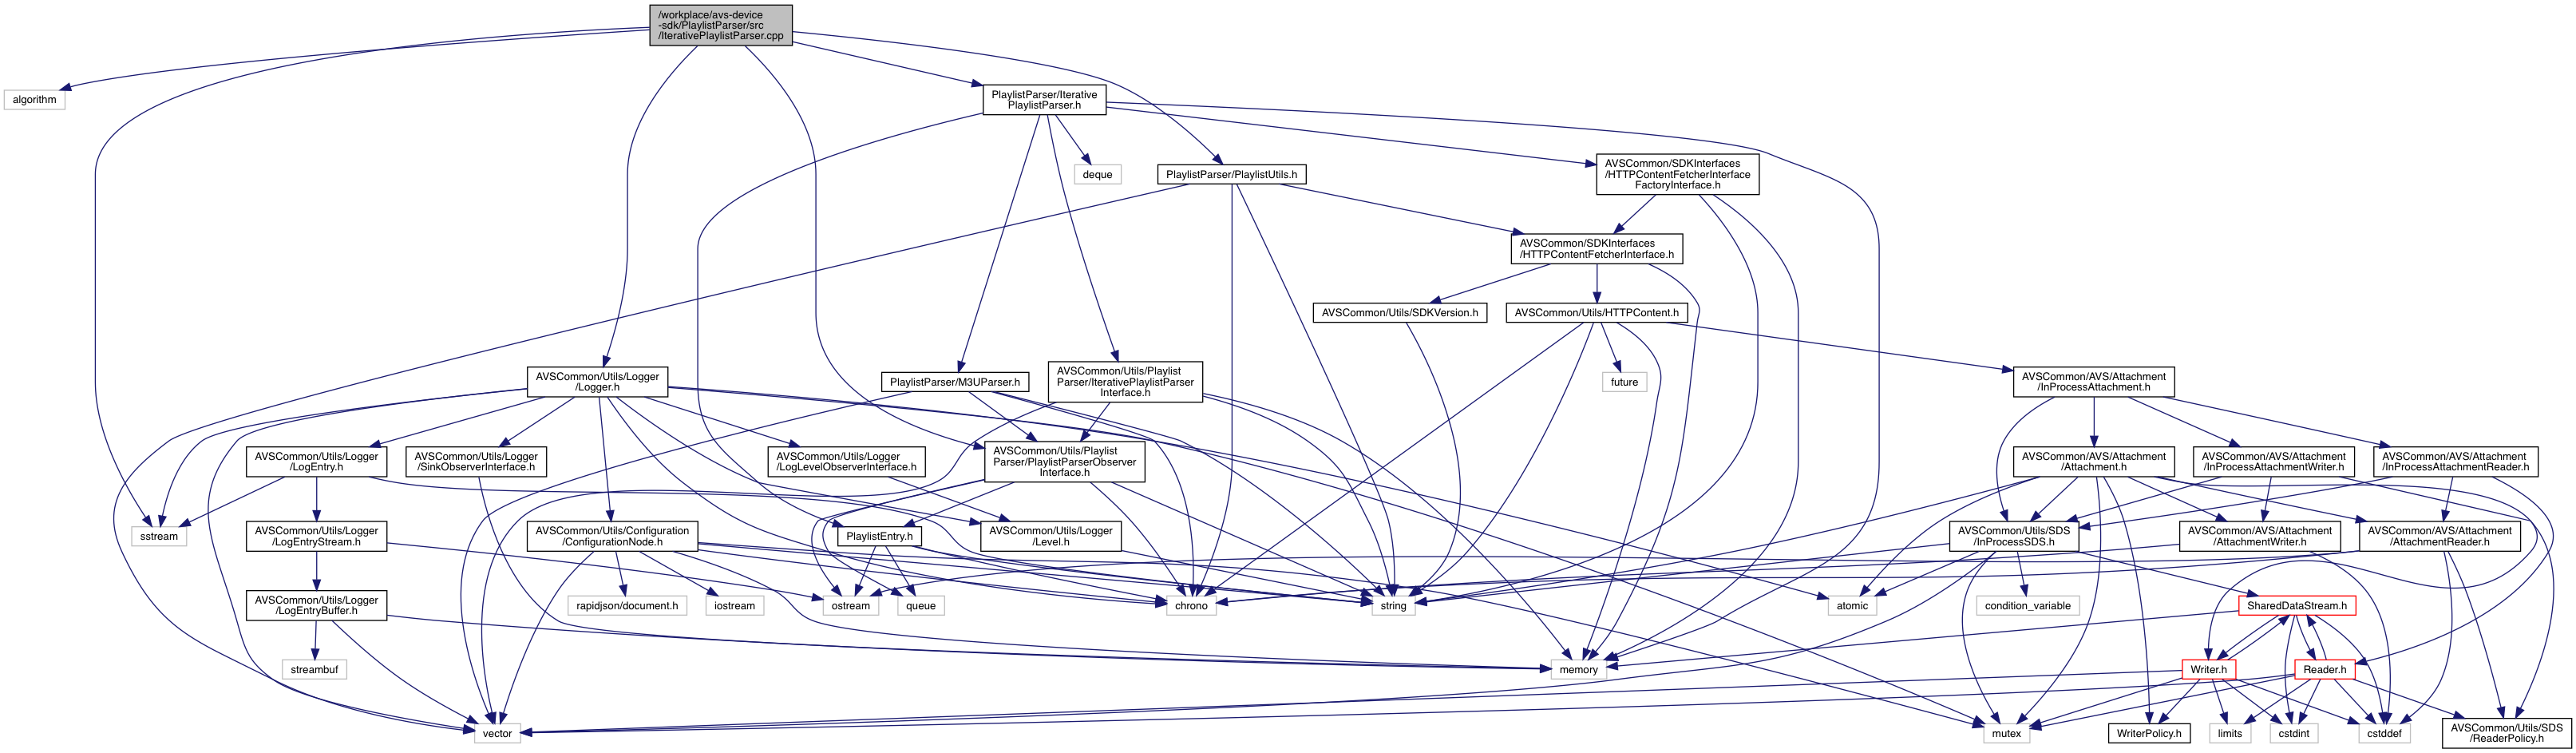 /workplace/avs-device
-sdk/PlaylistParser/src
/IterativePlaylistParser.cpp
algorithm
PlaylistParser/Iterative
PlaylistParser.h
deque
PlaylistParser/PlaylistUtils.h
AVSCommon/SDKInterfaces
/HTTPContentFetcherInterface
FactoryInterface.h
AVSCommon/SDKInterfaces
/HTTPContentFetcherInterface.h
AVSCommon/Utils/SDKVersion.h
AVSCommon/Utils/HTTPContent.h
AVSCommon/Utils/Logger
/Logger.h
PlaylistParser/M3UParser.h
AVSCommon/Utils/Playlist
Parser/IterativePlaylistParser
Interface.h
future
AVSCommon/AVS/Attachment
/InProcessAttachment.h
AVSCommon/Utils/Logger
/LogEntry.h
AVSCommon/Utils/Logger
/SinkObserverInterface.h
AVSCommon/Utils/Logger
/LogLevelObserverInterface.h
AVSCommon/Utils/Playlist
Parser/PlaylistParserObserver
Interface.h
AVSCommon/AVS/Attachment
/Attachment.h
AVSCommon/AVS/Attachment
/InProcessAttachmentWriter.h
AVSCommon/AVS/Attachment
/InProcessAttachmentReader.h
sstream
AVSCommon/Utils/Logger
/LogEntryStream.h
AVSCommon/Utils/Configuration
/ConfigurationNode.h
PlaylistEntry.h
AVSCommon/Utils/Logger
/Level.h
AVSCommon/Utils/SDS
/InProcessSDS.h
AVSCommon/AVS/Attachment
/AttachmentWriter.h
AVSCommon/AVS/Attachment
/AttachmentReader.h
AVSCommon/Utils/Logger
/LogEntryBuffer.h
rapidjson/document.h
iostream
ostream
queue
chrono
string
atomic
condition_variable
SharedDataStream.h
streambuf
memory
Writer.h
Reader.h
vector
mutex
WriterPolicy.h
limits
cstdint
cstddef
AVSCommon/Utils/SDS
/ReaderPolicy.h